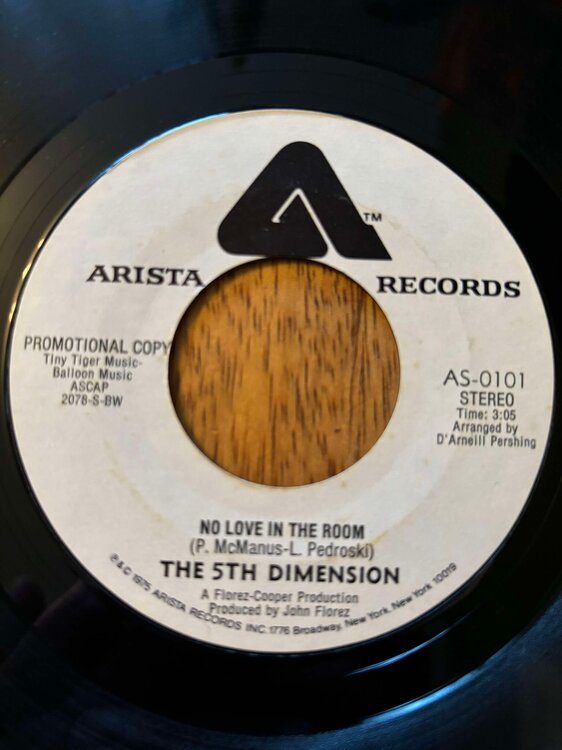 TM
ARISTA RECORDS
PROMOTIONAL COPY
Tiny Tiger Music-
Balloon Music
ASCAP
2078-S-BW
AS-0101
STEREO
Time: 3:05
Arranged by
D'Arneill Pershing
NO LOVE IN THE ROOM
(P. McManus-L. Pedroski)
THE 5TH DIMENSION
A Florez-Cooper Production
Produced by John Florez
℗ & © 1975 ARISTA RECORDS INC. 1776 Broadway, New York, New York 10019